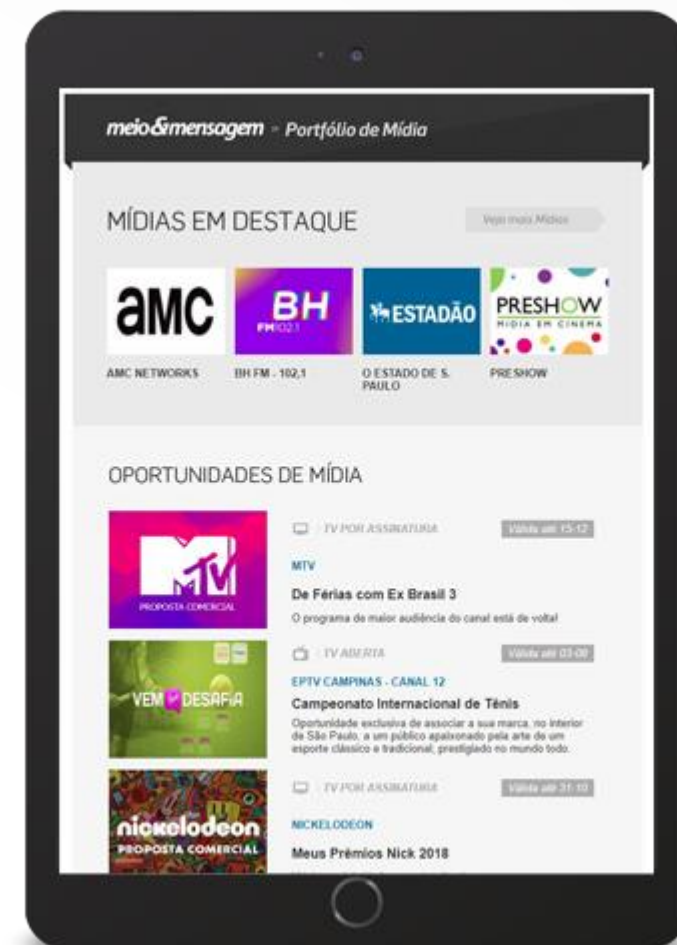 meio&mensagem - Portfólio de Mídia
MÍDIAS EM DESTAQUE
Veja mais Mídias
aMC
BH
FM 102,1
ESTADÃO
PRESHOW
MIDIA EM CINEMA
AMC NETWORKS
BH FM - 102,1
O ESTADO DE S.
PAULO
PRESHOW
OPORTUNIDADES DE MÍDIA
MTV
PROPOSTA COMERCIAL
TV POR ASSINATURA
Válida até 15-12
MTV
De Férias com Ex Brasil 3
O programa de maior audiência do canal está de volta!
VEM DESAFIA
TV ABERTA
Válida até
EPTV CAMPINAS - CANAL 12
Campeonato Internacional de Tênis
Oportunidade exclusiva de associar a sua marca, no interior
de São Paulo, a um público apaixonado pela arte de um
esporte clássico e tradicional, prestigiado no mundo todo.
nickelodeon
PROPOSTA COMERCIAL
TV POR ASSINATURA
Válida até 31-10
NICKELODEON
Meus Prêmios Nick 2018